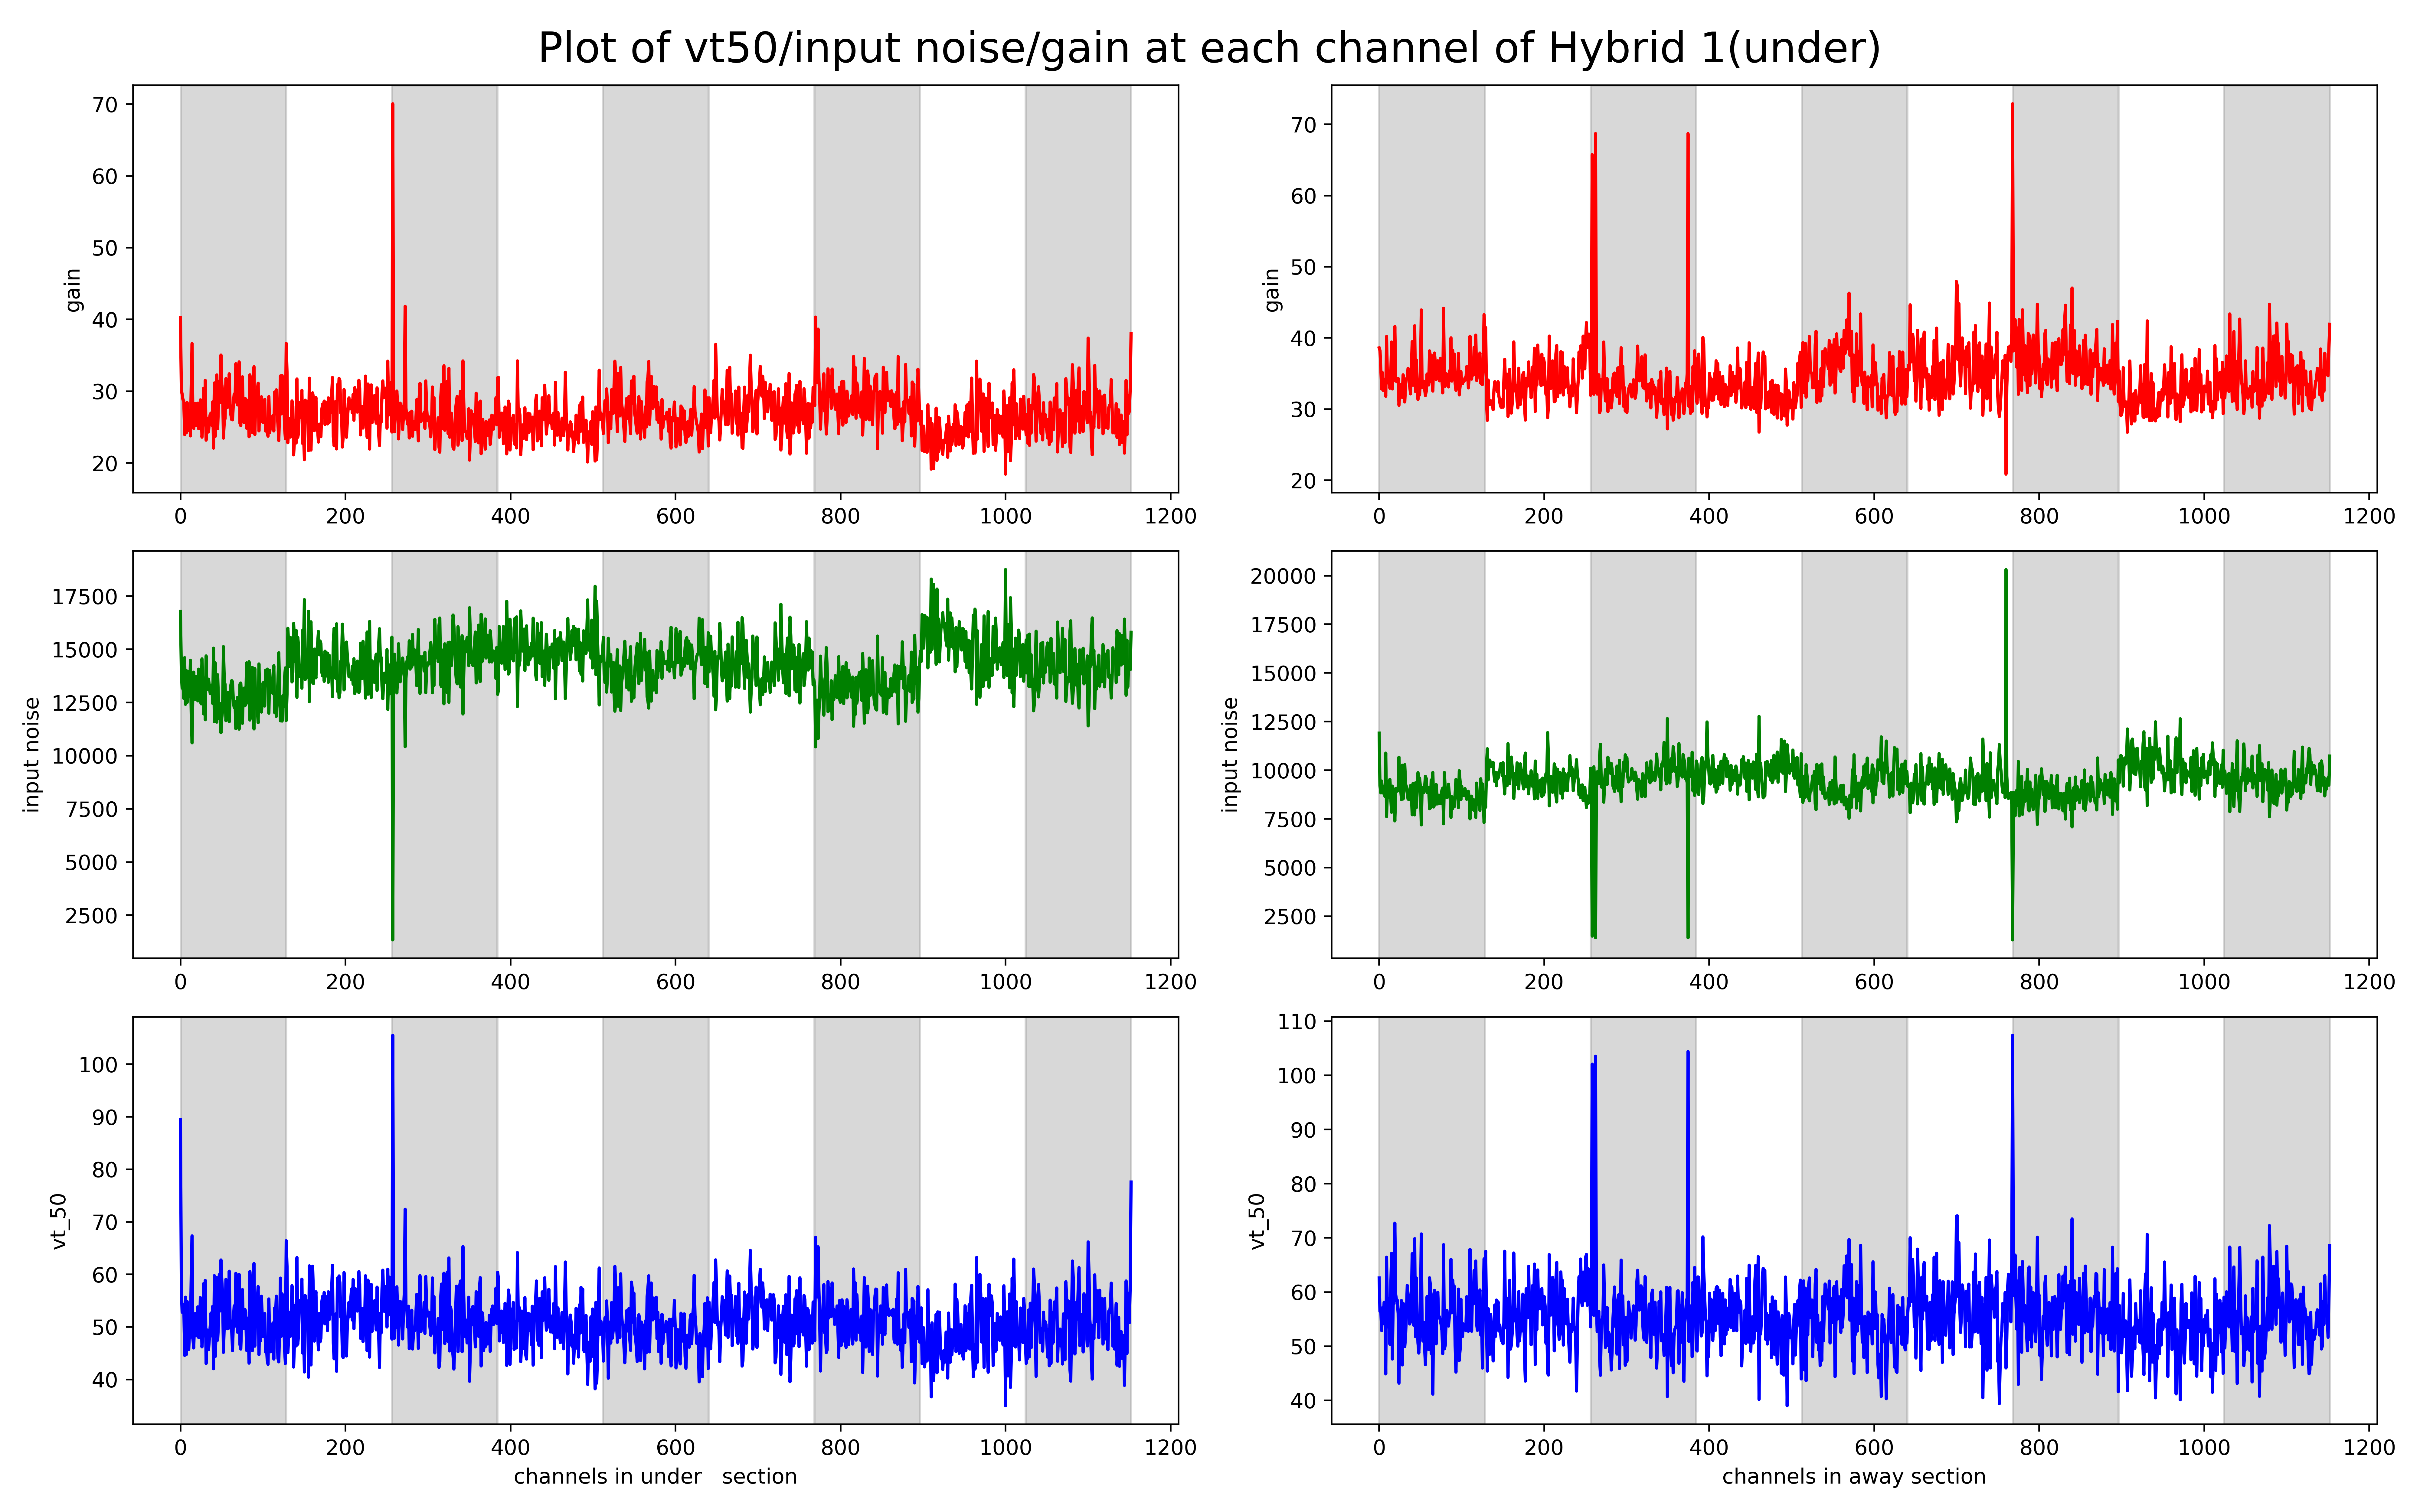 Plot of vt50/input noise/gain at each channel of Hybrid 1(under)
gain
70
60
50
40
30
20
0 200 400 600 800 1000 1200
gain
70
60
50
40
30
20
0 200 400 600 800 1000 1200
input noise
17500
15000
12500
10000
7500
5000
2500
0 200 400 600 800 1000 1200
input noise
20000
17500
15000
12500
10000
7500
5000
2500
0 200 400 600 800 1000 1200
vt_50
100
90
80
70
60
50
40
0 200 400 600 800 1000 1200
channels in under   section
vt_50
110
100
90
80
70
60
50
40
0 200 400 600 800 1000 1200
channels in away section